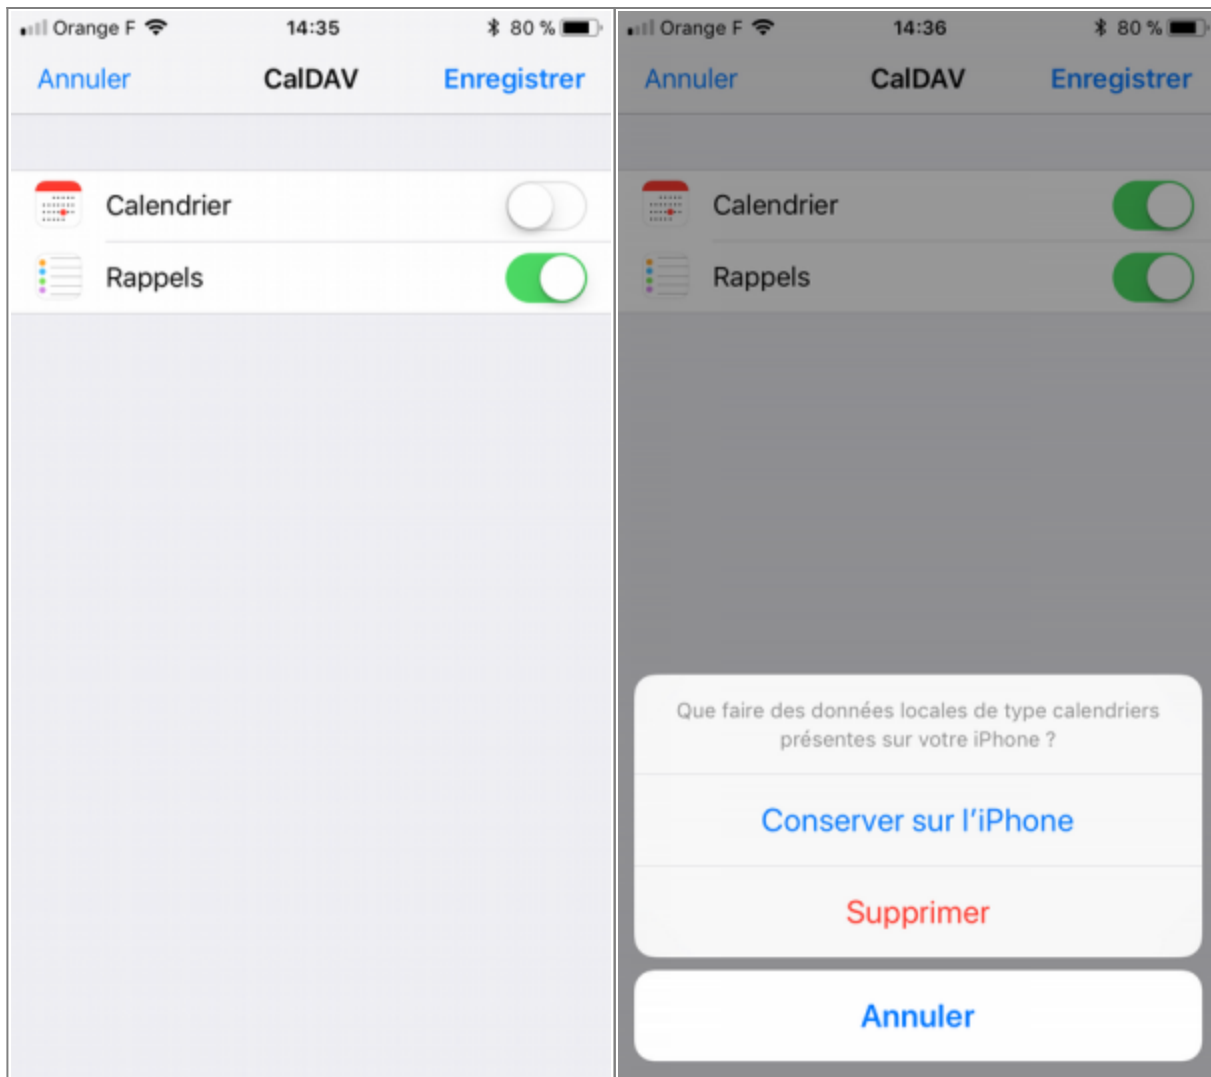 Orange F 14:35 80 %
Annuler CalDAV Enregistrer
Calendrier
Rappels
Orange F 14:36 80 %
Annuler CalDAV Enregistrer
Calendrier
Rappels
Que faire des données locales de type calendriers
présentes sur votre iPhone ?
Conserver sur l'iPhone
Supprimer
Annuler